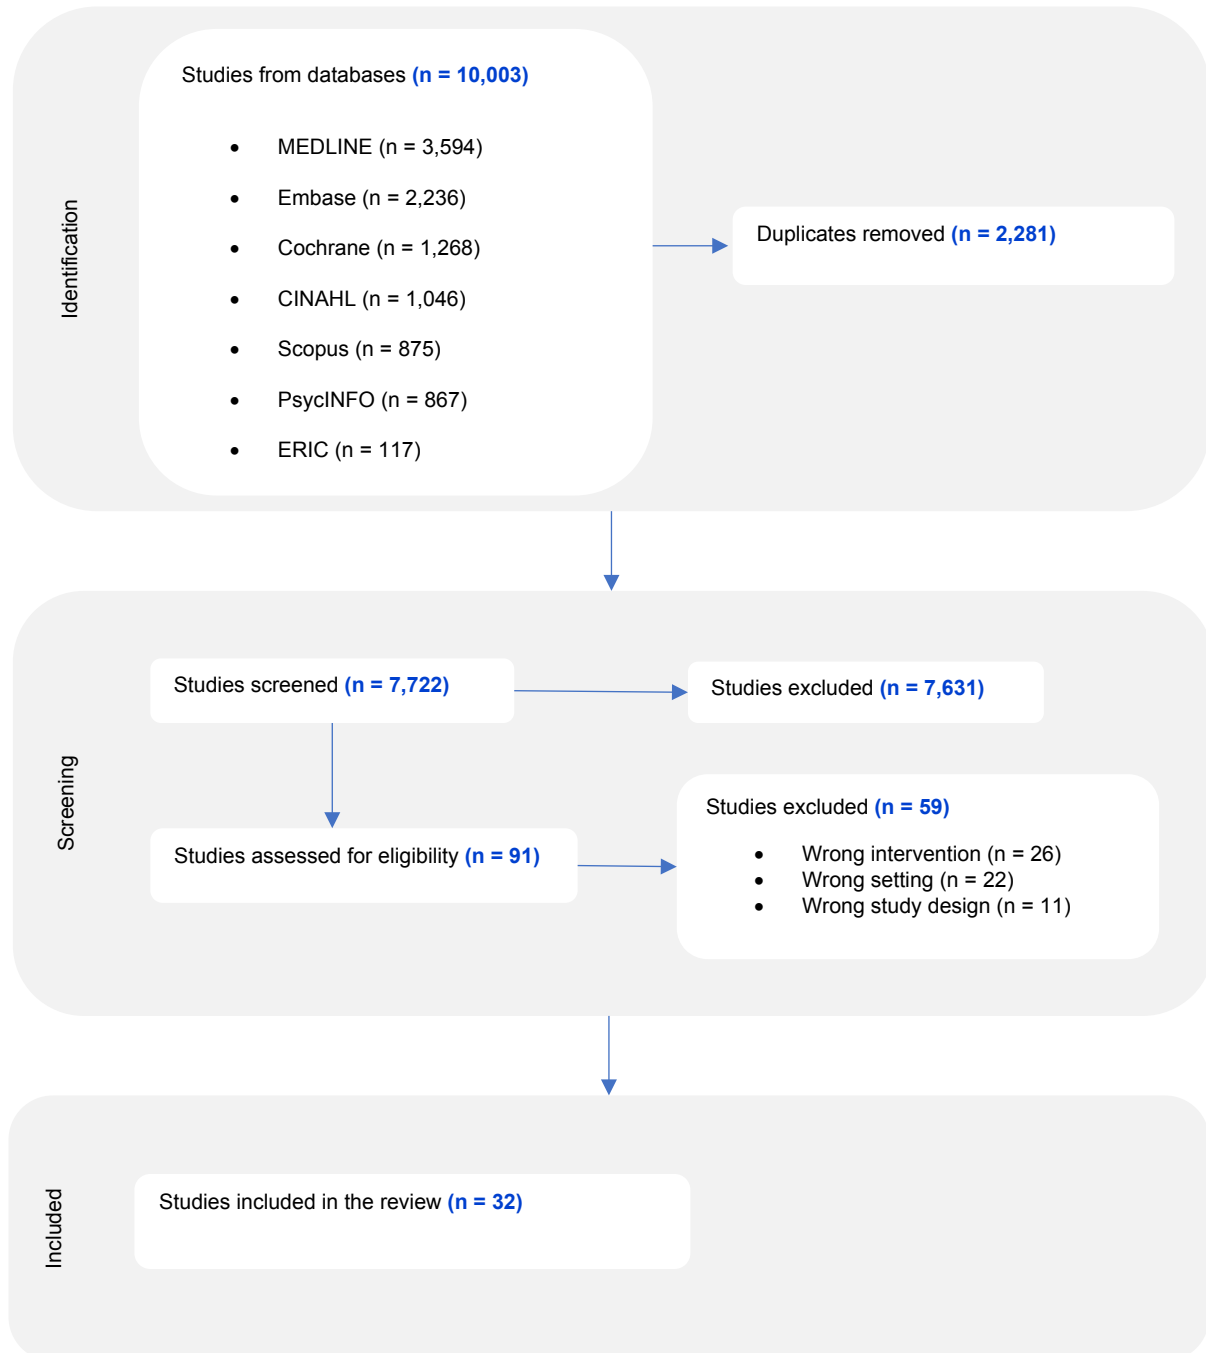 Identification
Studies from databases (n = 10,003)
• MEDLINE (n = 3,594)
• Embase (n = 2,236)
• Cochrane (n = 1,268)
• CINAHL (n = 1,046)
• Scopus (n = 875)
• PsycINFO (n = 867)
• ERIC (n = 117)
Duplicates removed (n = 2,281)
Screening
Studies screened (n = 7,722)
Studies excluded (n = 7,631)
Studies assessed for eligibility (n = 91)
Studies excluded (n = 59)
• Wrong intervention (n = 26)
• Wrong setting (n = 22)
• Wrong study design (n = 11)
Included
Studies included in the review (n = 32)